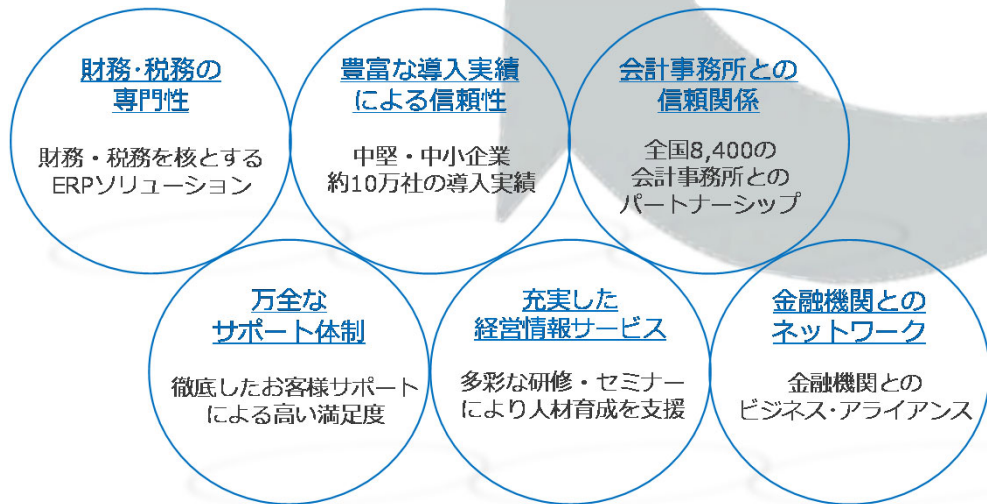 財務・税務の
専門性
財務・税務を核とする
ERPソリューション
豊富な導入実績
による信頼性
中堅・中小企業
約10万社の導入実績
会計事務所との
信頼関係
全国8,400の
会計事務所との
パートナーシップ
万全な
サポート体制
徹底したお客様サポート
による高い満足度
充実した
経営情報サービス
多彩な研修・セミナー
により人材育成を支援
金融機関との
ネットワーク
金融機関との
ビジネス・アライアンス